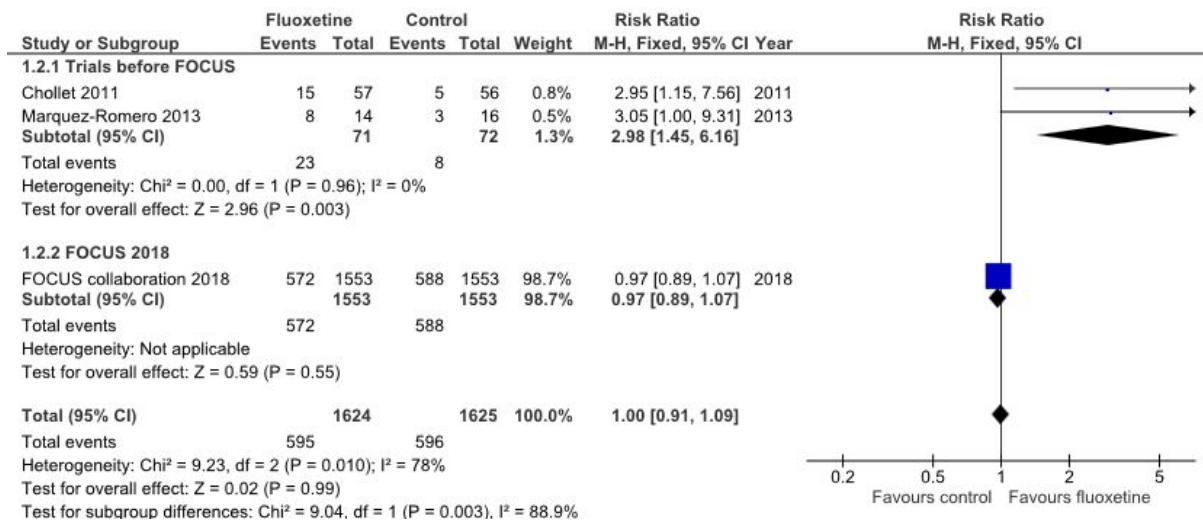 Fluoxetine Control Risk Ratio Risk Ratio
Study or Subgroup Events Total Events Total Weight M-H, Fixed, 95% CI Year M-H, Fixed, 95% CI
1.2.1 Trials before FOCUS
Chollet 2011 15 57 5 56 0.8% 2.95 [1.15, 7.56] 2011
Marquez-Romero 2013 8 14 3 16 0.5% 3.05 [1.00, 9.31] 2013
Subtotal (95% CI) 71 72 1.3% 2.98 [1.45, 6.16]
Total events 23 8
Heterogeneity: Chi² = 0.00, df = 1 (P = 0.96); I² = 0%
Test for overall effect: Z = 2.96 (P = 0.003)
1.2.2 FOCUS 2018
FOCUS collaboration 2018 572 1553 588 1553 98.7% 0.97 [0.89, 1.07] 2018
Subtotal (95% CI) 1553 1553 98.7% 0.97 [0.89, 1.07]
Total events 572 588
Heterogeneity: Not applicable
Test for overall effect: Z = 0.59 (P = 0.55)
Total (95% CI) 1624 1625 100.0% 1.00 [0.91, 1.09]
Total events 595 596
Heterogeneity: Chi² = 9.23, df = 2 (P = 0.010); I² = 78%
Test for overall effect: Z = 0.02 (P = 0.99)
Test for subgroup differences: Chi² = 9.04, df = 1 (P = 0.003), I² = 88.9%
0.2 0.5 1 2 5
Favours control Favours fluoxetine